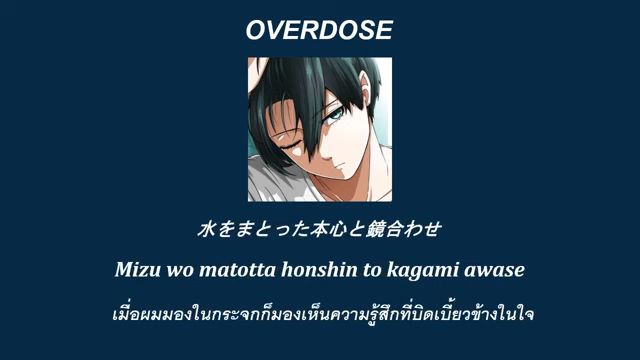 OVERDOSE
水をまとった本心と鏡合わせ
Mizu wo matotta honshin to kagami awase
เมื่อผมมองในกระจกก็มองเห็นความรู้สึกที่บิดเบี้ยวข้างในใจ